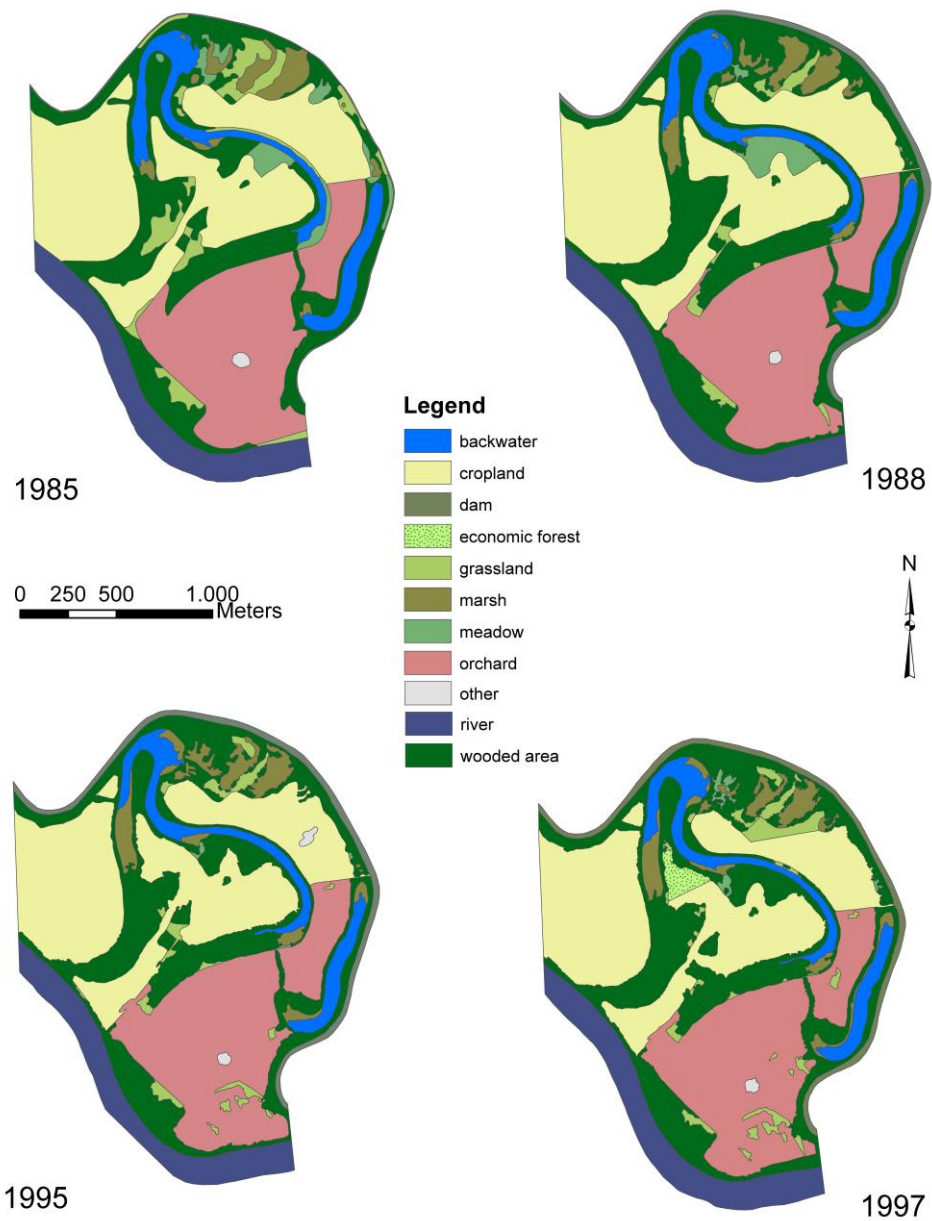 1985
1988
Legend
backwater
cropland
dam
economic forest
grassland
marsh
meadow
orchard
other
river
wooded area
0 250 500 1.000
Meters
N
1995
1997